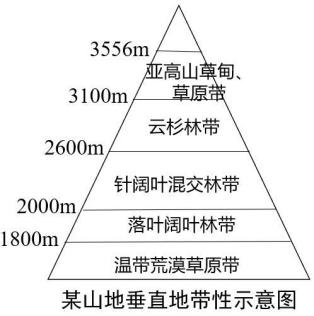 3556m
亚高山草甸、
草原带
3100m
云杉林带
2600m
针阔叶混交林带
2000m
落叶阔叶林带
1800m
温带荒漠草原带
某山地垂直地带性示意图